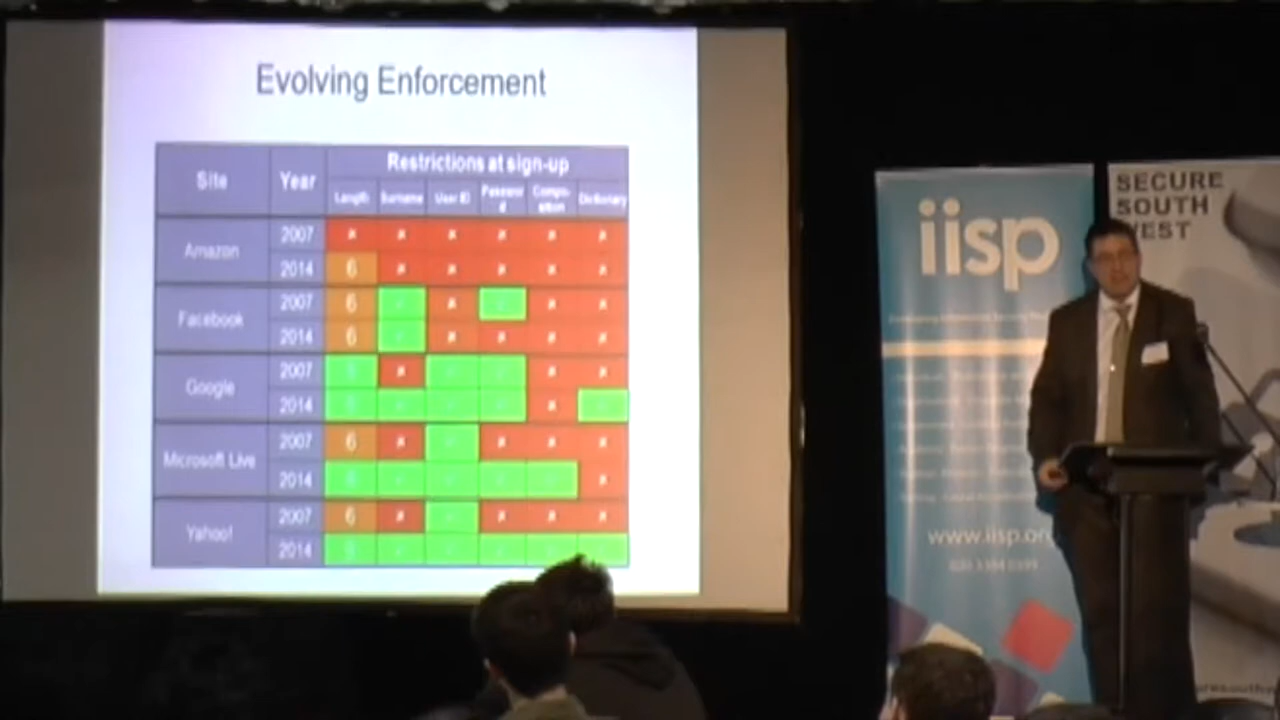 Evolving Enforcement
Site Year Restrictions at sign-up
Length Surname User ID Passwor
d Compo-
sition Dictionary
Amazon 2007 x x x x x x
2014 6 x x x x x
Facebook 2007 6 x x x
2014 6 x x x x
Google 2007 x x x
2014 x
Microsoft Live 2007 6 x x x x
2014 x
Yahoo! 2007 6 x x x x
2014
iisp
www.iisp.org
SECURE
SOUTH
WEST